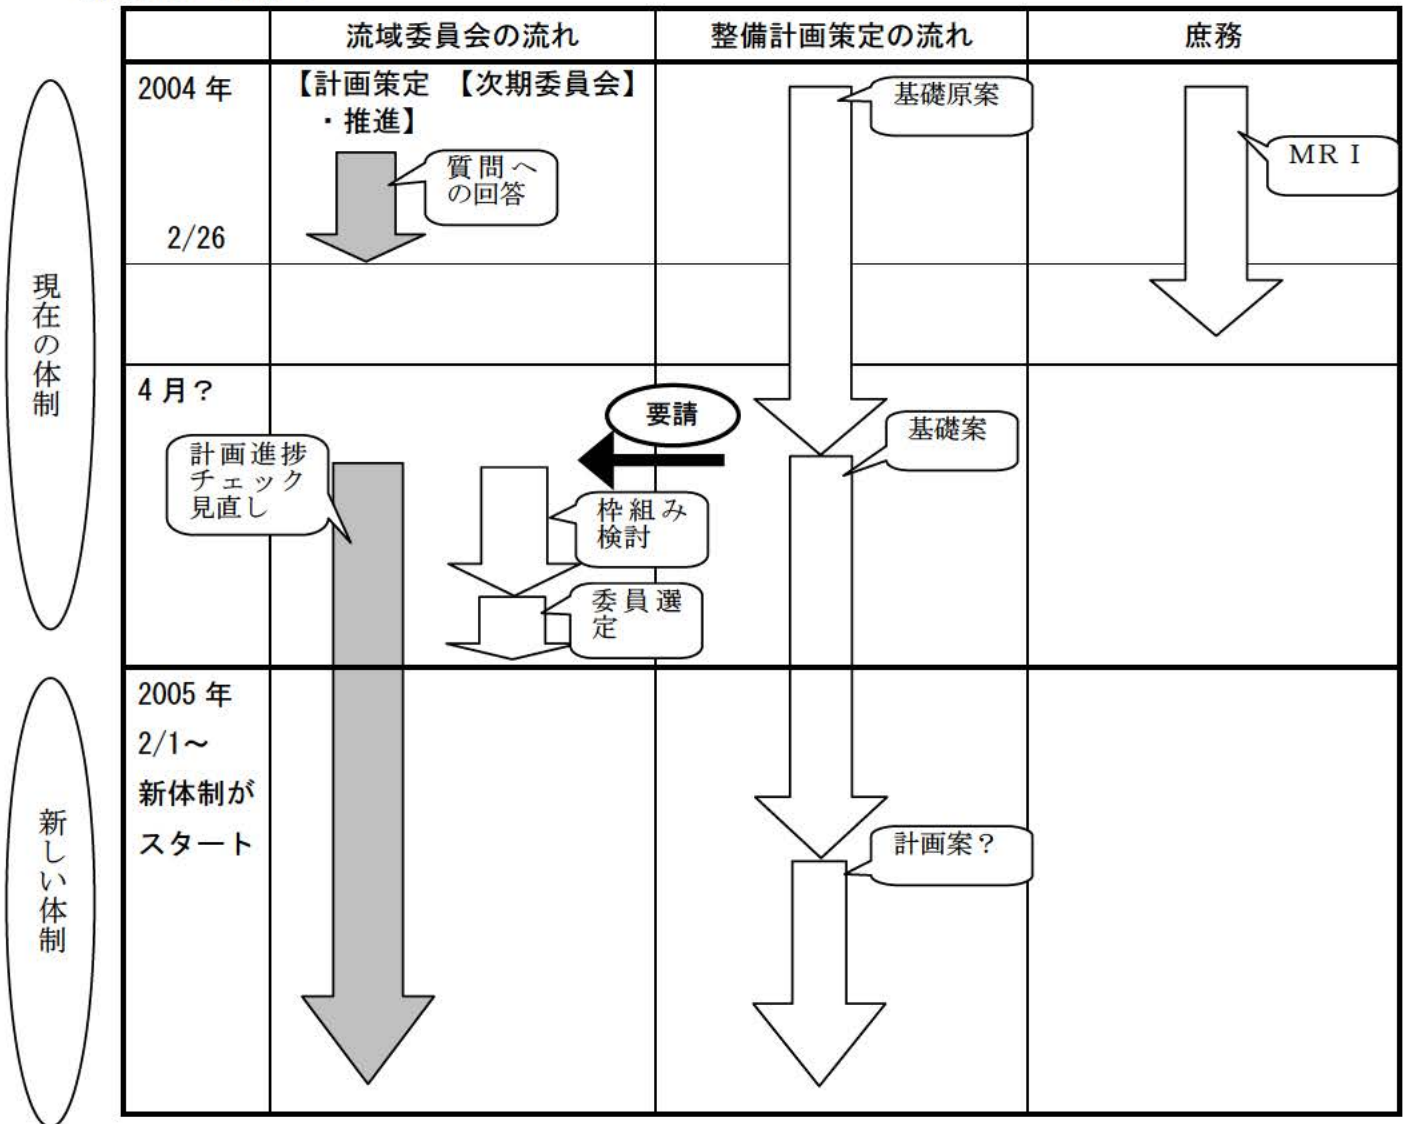 流域委員会の流れ
整備計画策定の流れ
庶務
現在の体制
2004 年
【計画策定
・推進】
【次期委員会】
質問へ
の回答
基礎原案
ＭＲＩ
2/26
4 月？
要請
基礎案
計画進捗
チェック
見直し
枠組み
検討
委員選
定
新しい体制
2005 年
2/1～
新体制が
スタート
計画案？